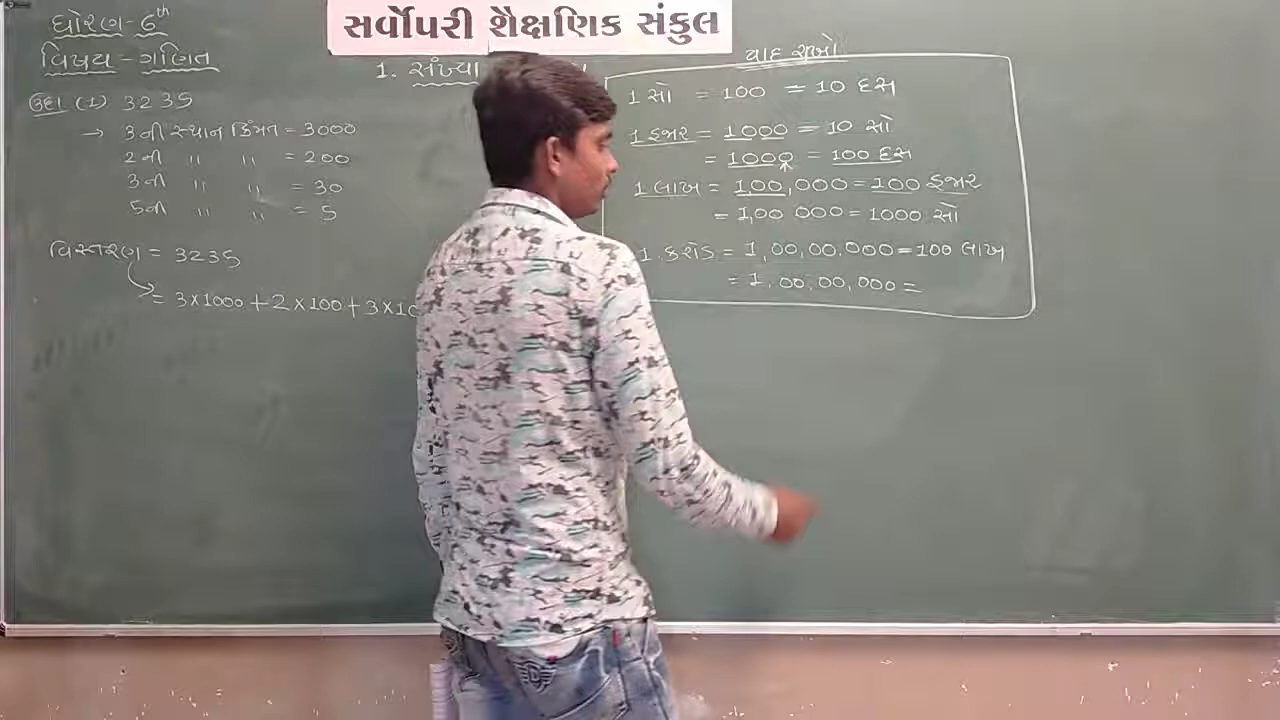 સર્વોપરી શૈક્ષણિક સંકુલ
ધોરણ-6th
વિષય - ગણિત
1. સંખ્યા
ઉદા (1) 3235
→ 3ની સ્થાન કિંમત = 3000
2ની " " = 200
3ની " " = 30
5ની " " = 5
વિસ્તરણ = 3235
= 3×1000+2×100+3×10
યાદ રાખો
1 સો = 100 = 10 દસ
1 હજાર = 1000 = 10 સો
= 1000 = 100 દસ
1 લાખ = 1,00,000 = 100 હજાર
= 1,00 000 = 1000 સો
1. કરોડ = 1,00,00,000 = 100 લાખ
= 1,00,00,000 =